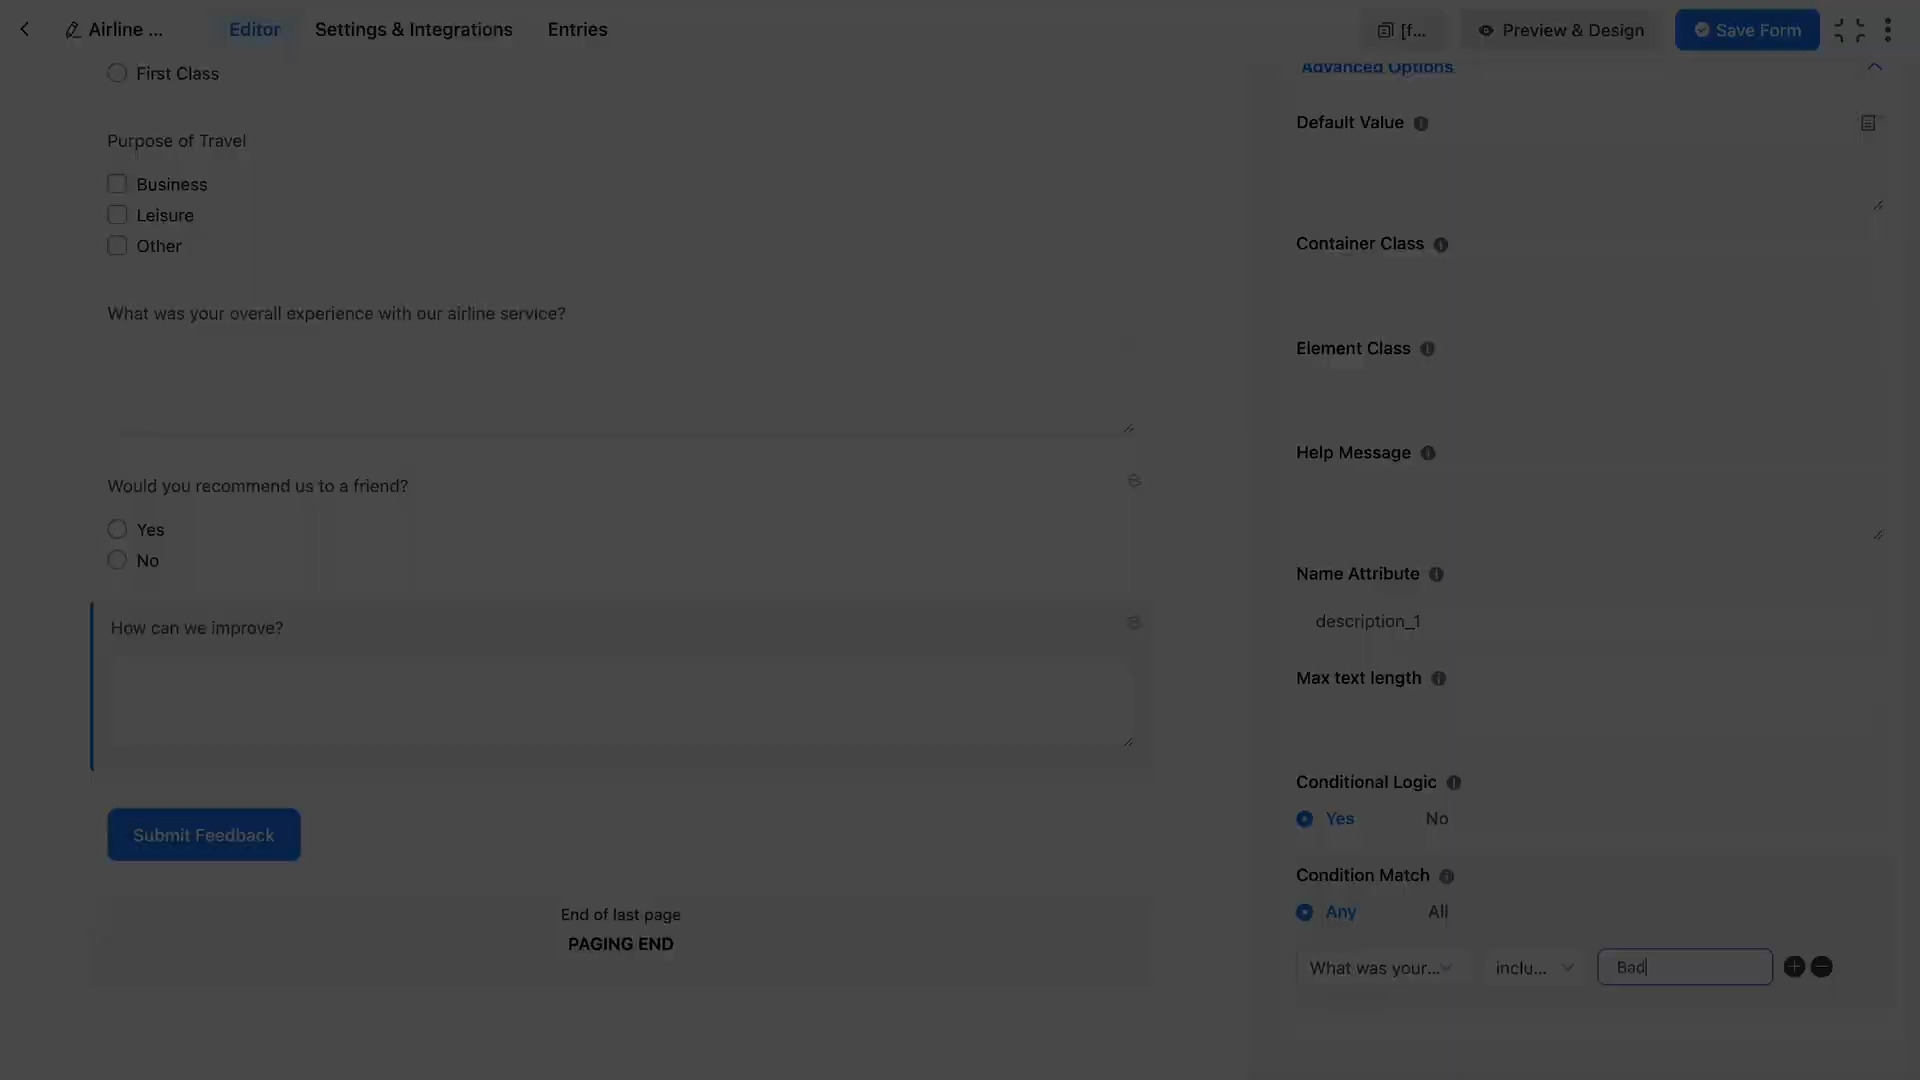 Airline ...
Editor
Settings & Integrations
Entries
[f...
Preview & Design
Save Form
First Class
Purpose of Travel
Business
Leisure
Other
What was your overall experience with our airline service?
Would you recommend us to a friend?
Yes
No
How can we improve?
Submit Feedback
End of last page
PAGING END
Advanced Options
Default Value
Container Class
Element Class
Help Message
Name Attribute
description_1
Max text length
Conditional Logic
Yes No
Condition Match
Any All
What was your... inclu... Bad